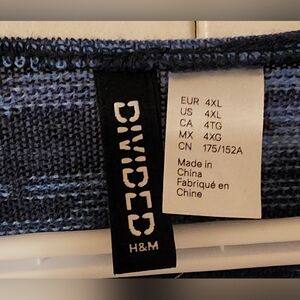 DIVIDED
H&M
EUR 4XL
US 4XL
CA 4TG
MX 4XG
CN 175/152A
Made in
China
Fabriqué en
Chine